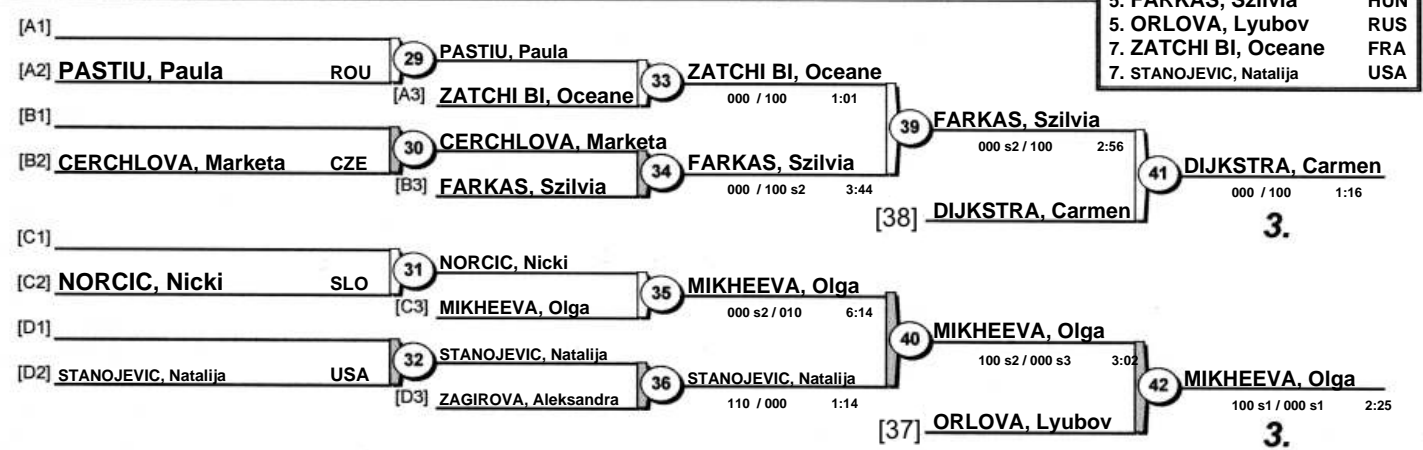 5. FARKAS, Szilvia HUN
5. ORLOVA, Lyubov RUS
7. ZATCHI BI, Oceane FRA
7. STANOJEVIC, Natalija USA
[A1]
[A2] PASTIU, Paula ROU
29
PASTIU, Paula
[A3] ZATCHI BI, Oceane
33
ZATCHI BI, Oceane
000 / 100 1:01
[B1]
[B2] CERCHLOVA, Marketa CZE
30
CERCHLOVA, Marketa
[B3] FARKAS, Szilvia
34
FARKAS, Szilvia
000 / 100 s2 3:44
39
FARKAS, Szilvia
000 s2 / 100 2:56
[38] DIJKSTRA, Carmen
41
DIJKSTRA, Carmen
000 / 100 1:16
3.
[C1]
[C2] NORCIC, Nicki SLO
31
NORCIC, Nicki
[C3] MIKHEEVA, Olga
35
MIKHEEVA, Olga
000 s2 / 010 6:14
[D1]
[D2] STANOJEVIC, Natalija USA
32
STANOJEVIC, Natalija
[D3] ZAGIROVA, Aleksandra
36
STANOJEVIC, Natalija
110 / 000 1:14
40
MIKHEEVA, Olga
100 s2 / 000 s3 3:02
[37] ORLOVA, Lyubov
42
MIKHEEVA, Olga
100 s1 / 000 s1 2:25
3.